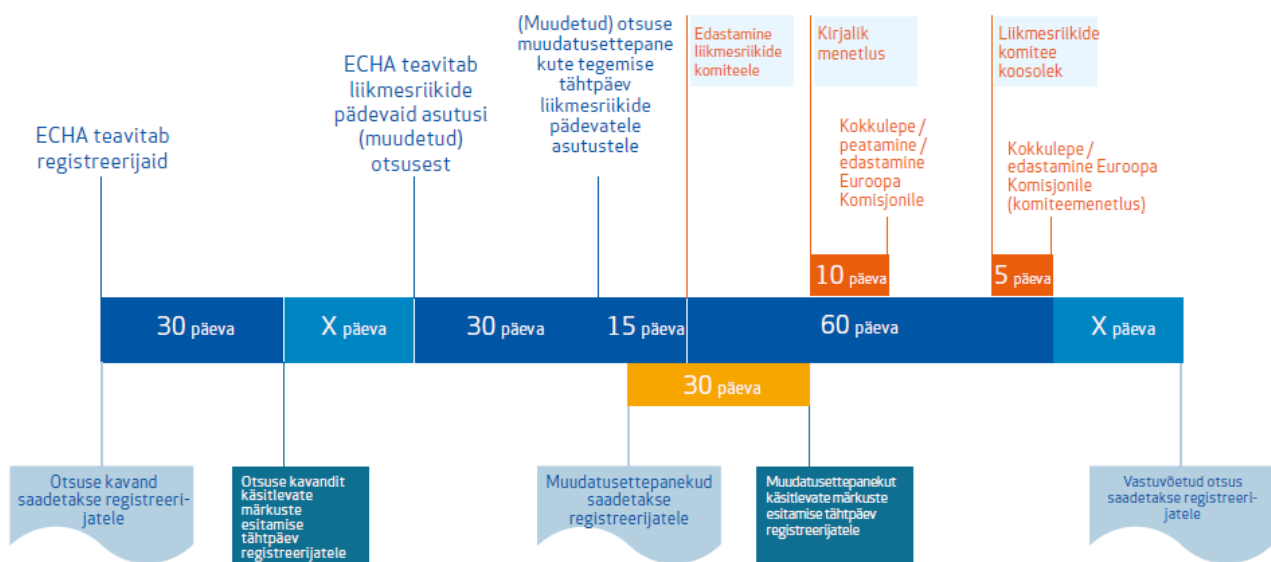 ECHA teavitab
registreerijaid
ECHA teavitab
liikmesriikide
pädevaid asutusi
(muudetud)
otsusest
(Muudetud) otsuse
muudatusettepane
kute tegemise
tähtpäev
liikmesriikide
pädevatele
asutustele
Edastamine
liikmesriikide
komiteele
Kirjalik
menetlus
Kokkulepe /
peatamine /
edastamine
Euroopa
Komisjonile
Liikmesriikide
komitee
koosolek
Kokkulepe /
edastamine Euroopa
Komisjonile
(komiteemenetlus)
10 päeva
5 päeva
30 päeva
X päeva
30 päeva
15 päeva
60 päeva
X päeva
30 päeva
Otsuse kavand
saadetakse registreeri-
jatele
Otsuse kavandit
käsitlevate
märkuste
esitamise
tähtpäev
registreerijatele
Muudatusettepanekud
saadetakse
registreerijatele
Muudatusettepanekut
käsitlevate märkuste
esitamise tähtpäev
registreerijatele
Vastuvõetud otsus
saadetakse registreeri-
jatele